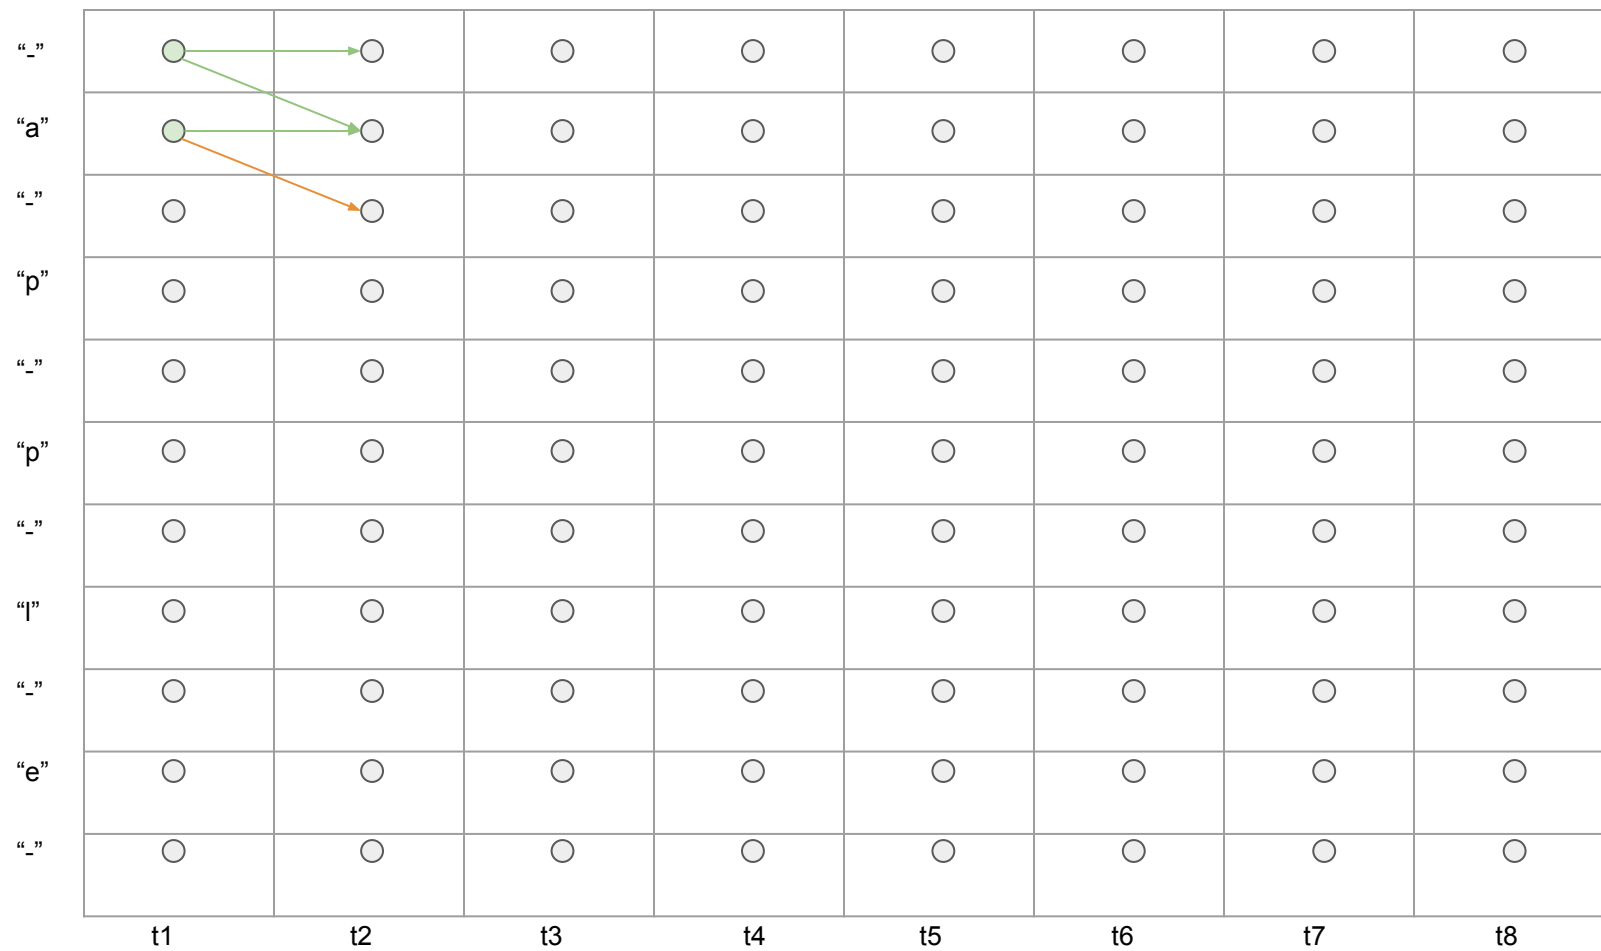 “-”
“a”
“-”
“p”
“-”
“p”
“-”
“l”
“-”
“e”
“-”
t1 t2 t3 t4 t5 t6 t7 t8